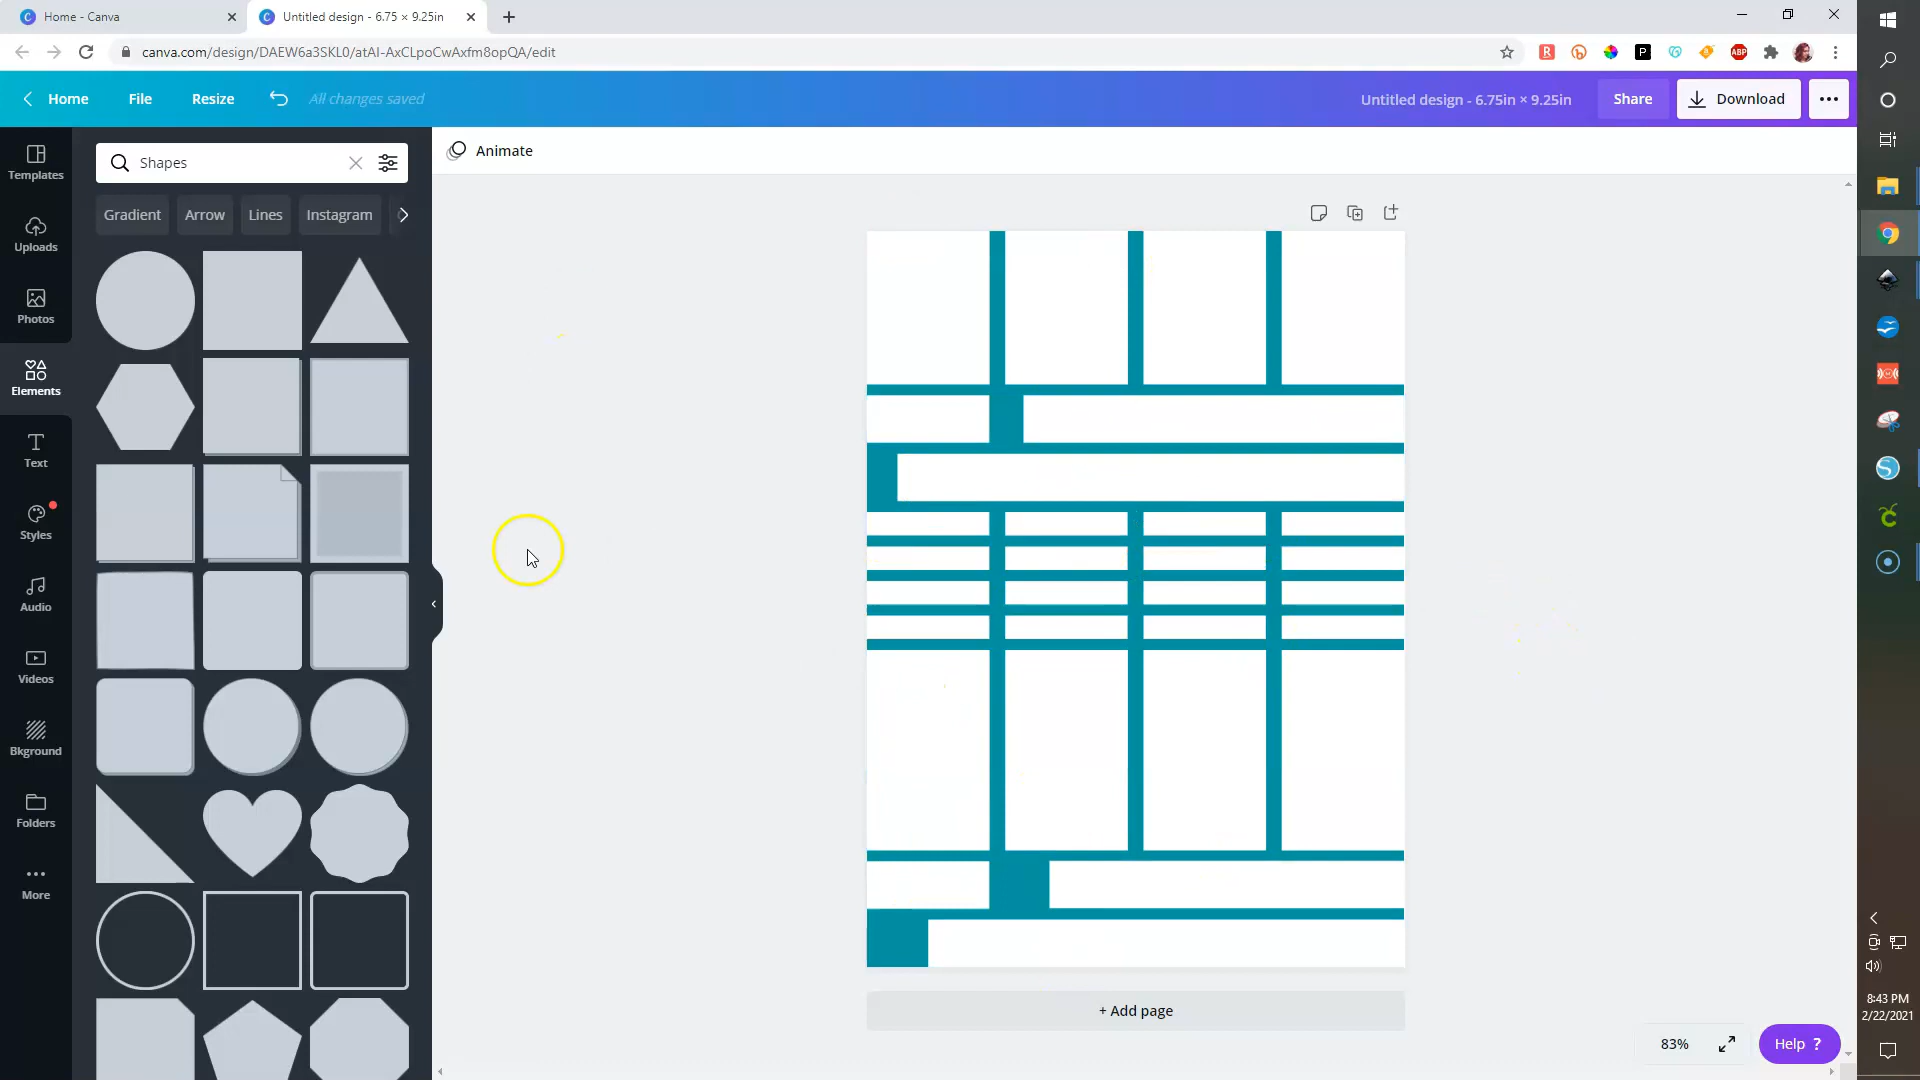 Home - Canva
Untitled design - 6.75 × 9.25in
canva.com/design/DAEW6a3SKL0/atAI-AxCLpoCwAxfm8opQA/edit
Home
File
Resize
All changes saved
Untitled design - 6.75in × 9.25in
Share
Download
Templates
Uploads
Photos
Elements
Text
Styles
Audio
Videos
Bkground
Folders
More
Shapes
Gradient
Arrow
Lines
Instagram
Animate
+ Add page
83%
Help ?
ABP
8:43 PM
2/22/2021